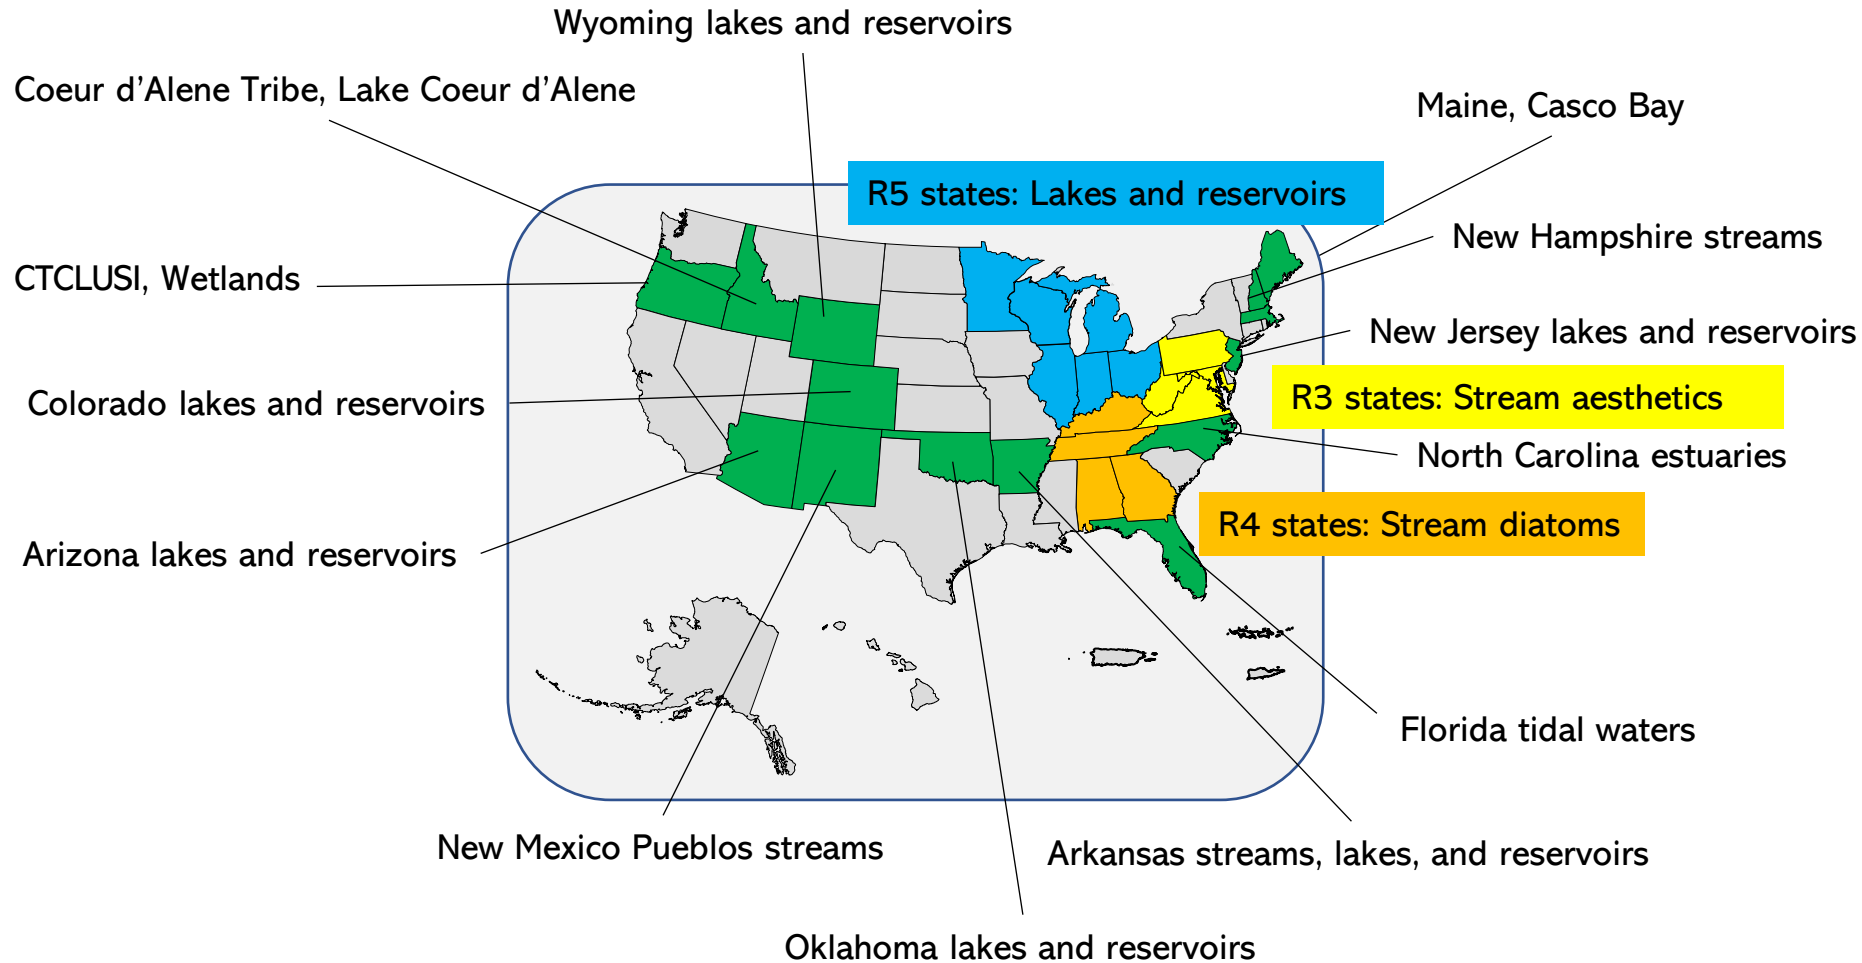 Wyoming lakes and reservoirs
Coeur d’Alene Tribe, Lake Coeur d’Alene
Maine, Casco Bay
R5 states: Lakes and reservoirs
New Hampshire streams
CTCLUSI, Wetlands
New Jersey lakes and reservoirs
Colorado lakes and reservoirs
R3 states: Stream aesthetics
North Carolina estuaries
R4 states: Stream diatoms
Arizona lakes and reservoirs
Florida tidal waters
New Mexico Pueblos streams
Arkansas streams, lakes, and reservoirs
Oklahoma lakes and reservoirs